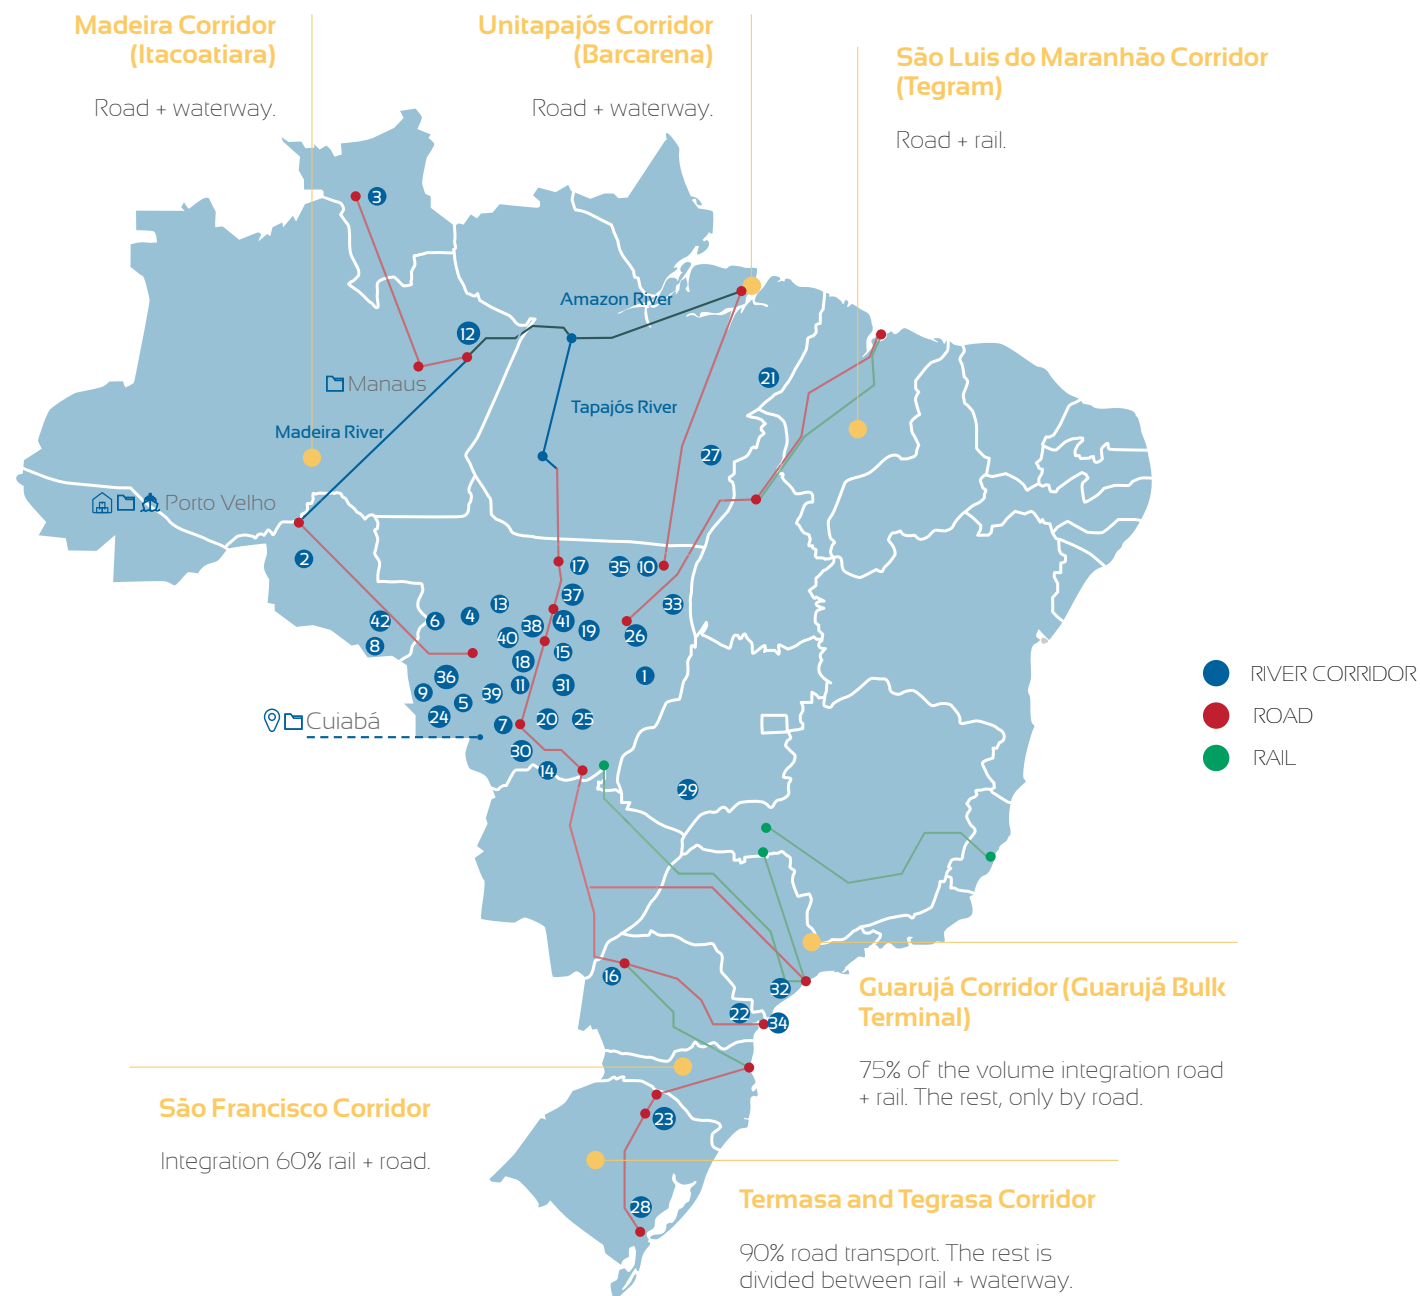 Madeira Corridor
(Itacoatiara)
Road + waterway.
Unitapajós Corridor
(Barcarena)
Road + waterway.
São Luis do Maranhão Corridor
(Tegram)
Road + rail.
3
Amazon River
12
21
Manaus
Tapajós River
Madeira River
27
Porto Velho
2
17
35
10
37
13
33
4
42
6
41
38
19
26
40
8
15
18
1
36
11
31
9
39
5
24
20
25
7
Cuiabá
30
14
29
RIVER CORRIDOR
ROAD
RAIL
16
32
22
34
Guarujá Corridor (Guarujá Bulk
Terminal)
75% of the volume integration road
+ rail. The rest, only by road.
São Francisco Corridor
Integration 60% rail + road.
23
28
Termasa and Tegrasa Corridor
90% road transport. The rest is
divided between rail + waterway.